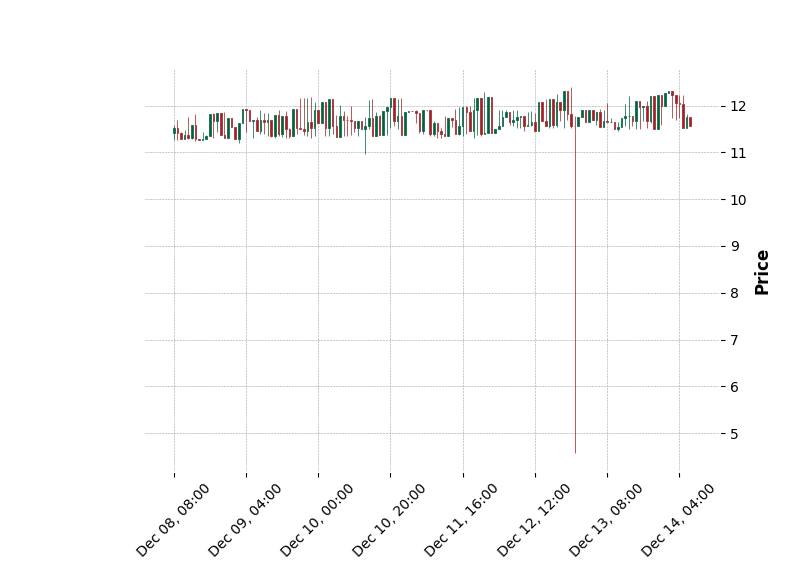 12
11
10
9
8
7
6
5
Price
Dec 08, 08:00
Dec 09, 04:00
Dec 10, 00:00
Dec 10, 20:00
Dec 11, 16:00
Dec 12, 12:00
Dec 13, 08:00
Dec 14, 04:00